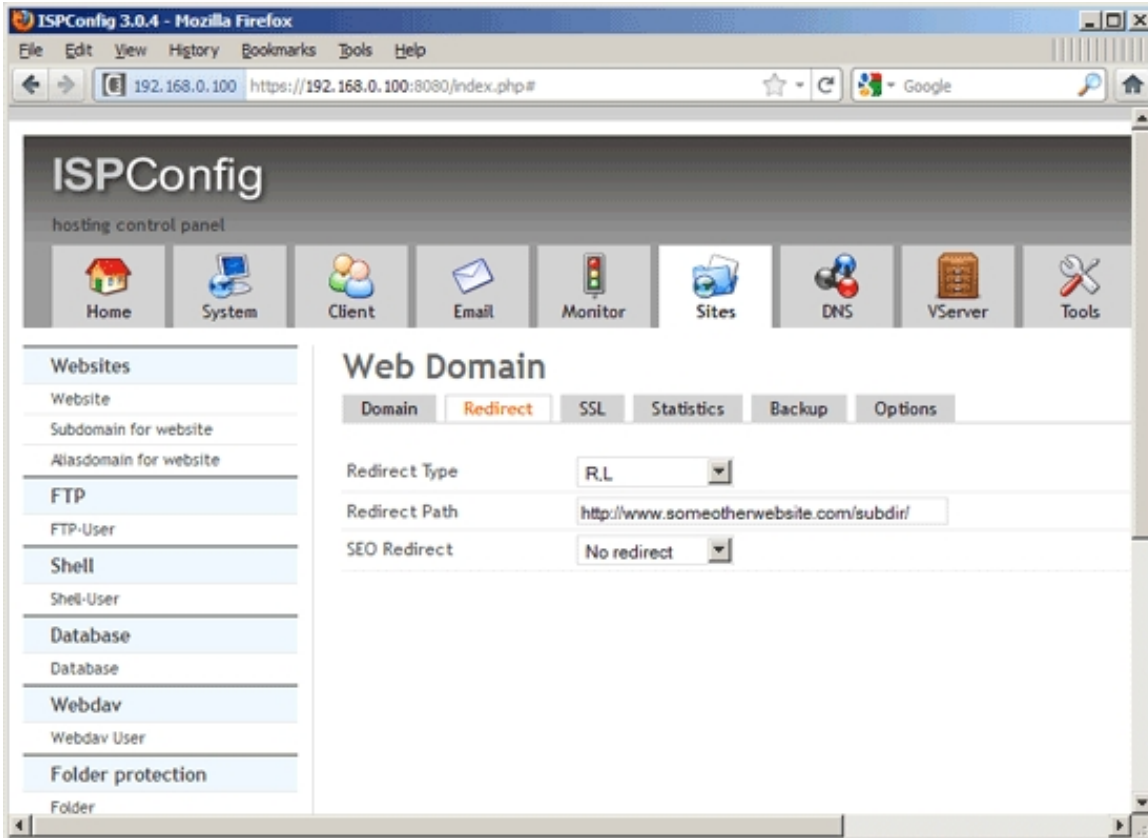 ISPConfig 3.0.4 - Mozilla Firefox
File Edit View History Bookmarks Tools Help
192.168.0.100 https://192.168.0.100:8080/index.php# Google
ISPConfig
hosting control panel
Home System Client Email Monitor Sites DNS VServer Tools
Websites
Website
Subdomain for website
Aliasdomain for website
FTP
FTP-User
Shell
Shell-User
Database
Database
Webdav
Webdav User
Folder protection
Folder
Web Domain
Domain Redirect SSL Statistics Backup Options
Redirect Type R,L
Redirect Path http://www.someotherwebsite.com/subdir/
SEO Redirect No redirect